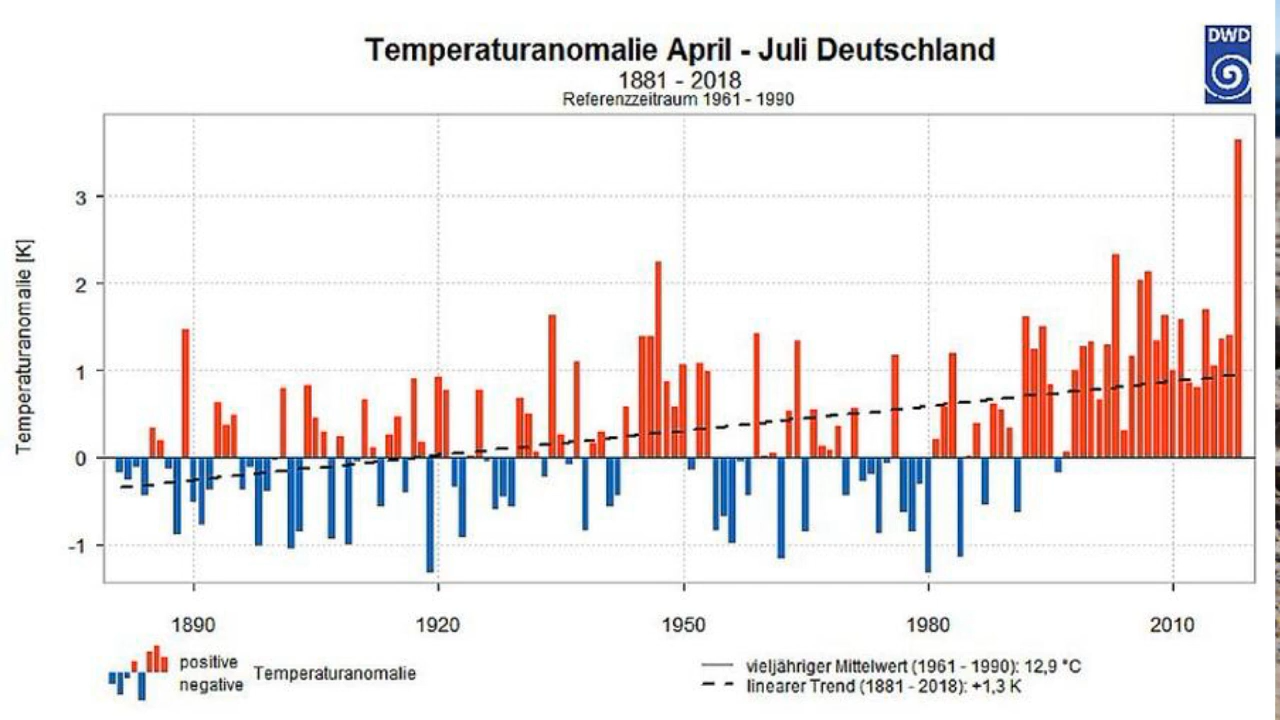 Temperaturanomalie April - Juli Deutschland
1881 - 2018
Referenzzeitraum 1961 - 1990
DWD
Temperaturanomalie [K]
3
2
1
0
-1
1890 1920 1950 1980 2010
positive
negative
Temperaturanomalie
vieljähriger Mittelwert (1961 - 1990): 12,9 °C
linearer Trend (1881 - 2018): +1,3 K